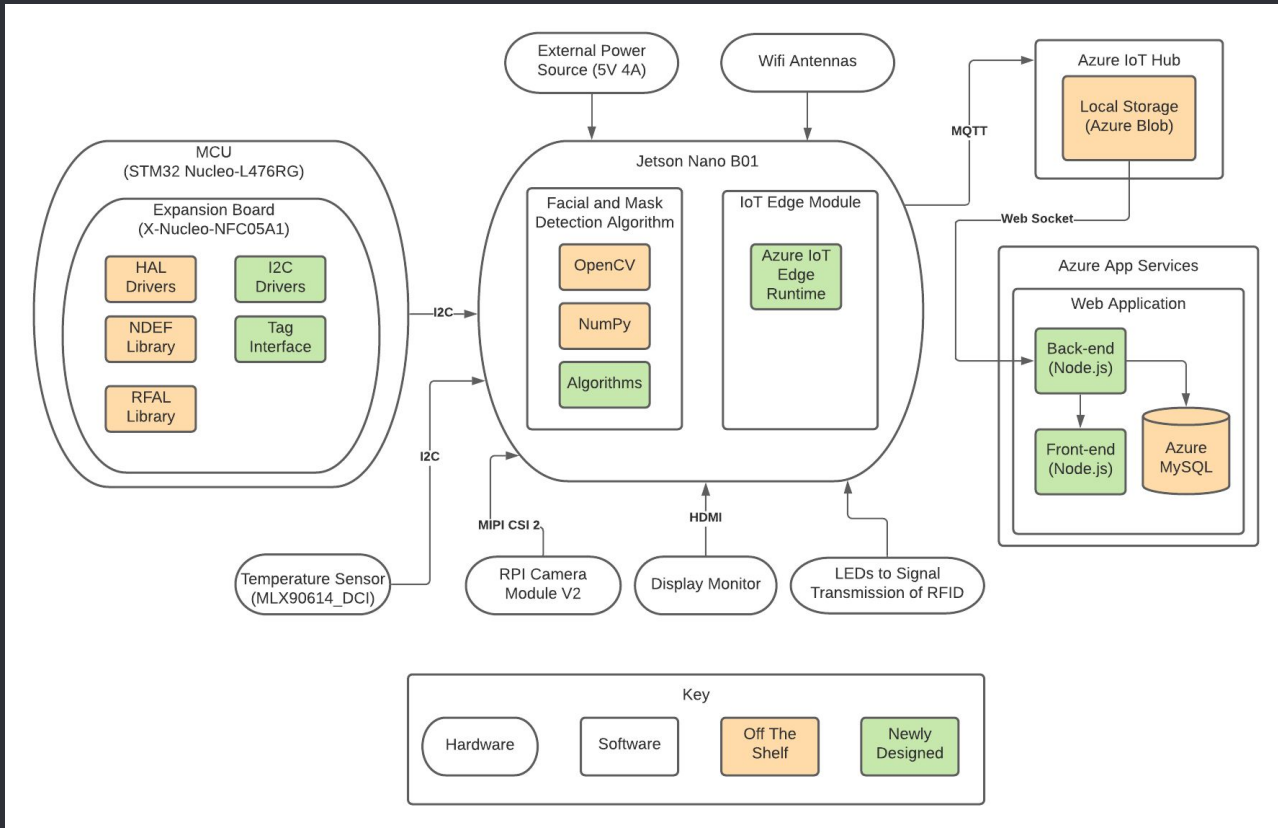 External Power
Source (5V 4A)
Wifi Antennas
Azure IoT Hub
Local Storage
(Azure Blob)
MQTT
Web Socket
MCU
(STM32 Nucleo-L476RG)
Expansion Board
(X-Nucleo-NFC05A1)
HAL
Drivers
I2C
Drivers
NDEF
Library
Tag
Interface
RFAL
Library
I2C
Jetson Nano B01
Facial and Mask
Detection Algorithm
OpenCV
NumPy
Algorithms
IoT Edge Module
Azure IoT
Edge
Runtime
Azure App Services
Web Application
Back-end
(Node.js)
Front-end
(Node.js)
Azure
MySQL
I2C
MIPI CSI 2
HDMI
Temperature Sensor
(MLX90614_DCI)
RPI Camera
Module V2
Display Monitor
LEDs to Signal
Transmission of RFID
Key
Hardware
Software
Off The
Shelf
Newly
Designed